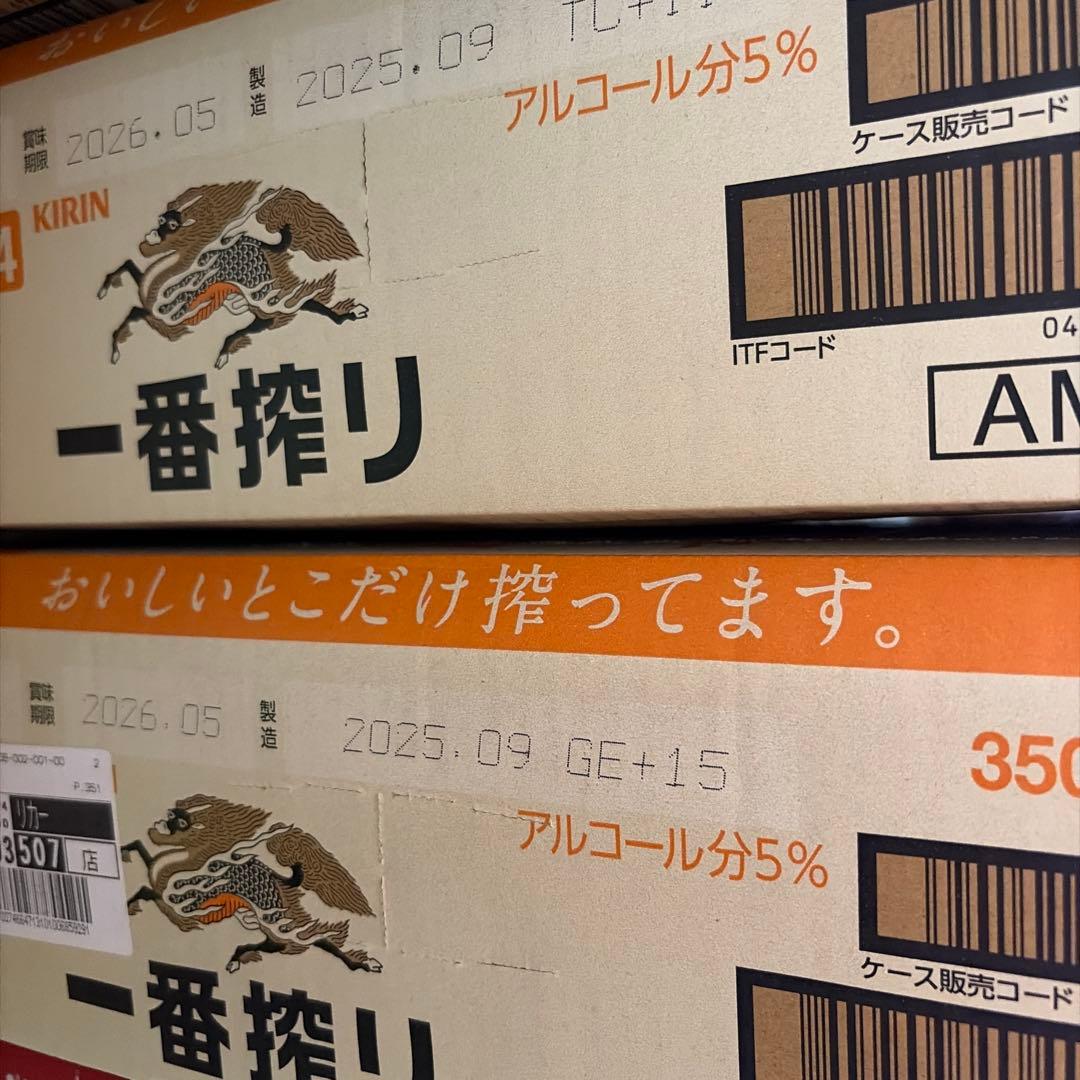 賞味
期限
2026.05
製造
2025.09
アルコール分5%
ケース販売コード
4
KIRIN
一番搾り
ITFコード
04
おいしいとこだけ搾ってます。
賞味
期限
2026.05
製造
2025.09 GE+15
350
アルコール分5%
2
P.351
リカー
3507 店
ケース販売コード
一番搾り